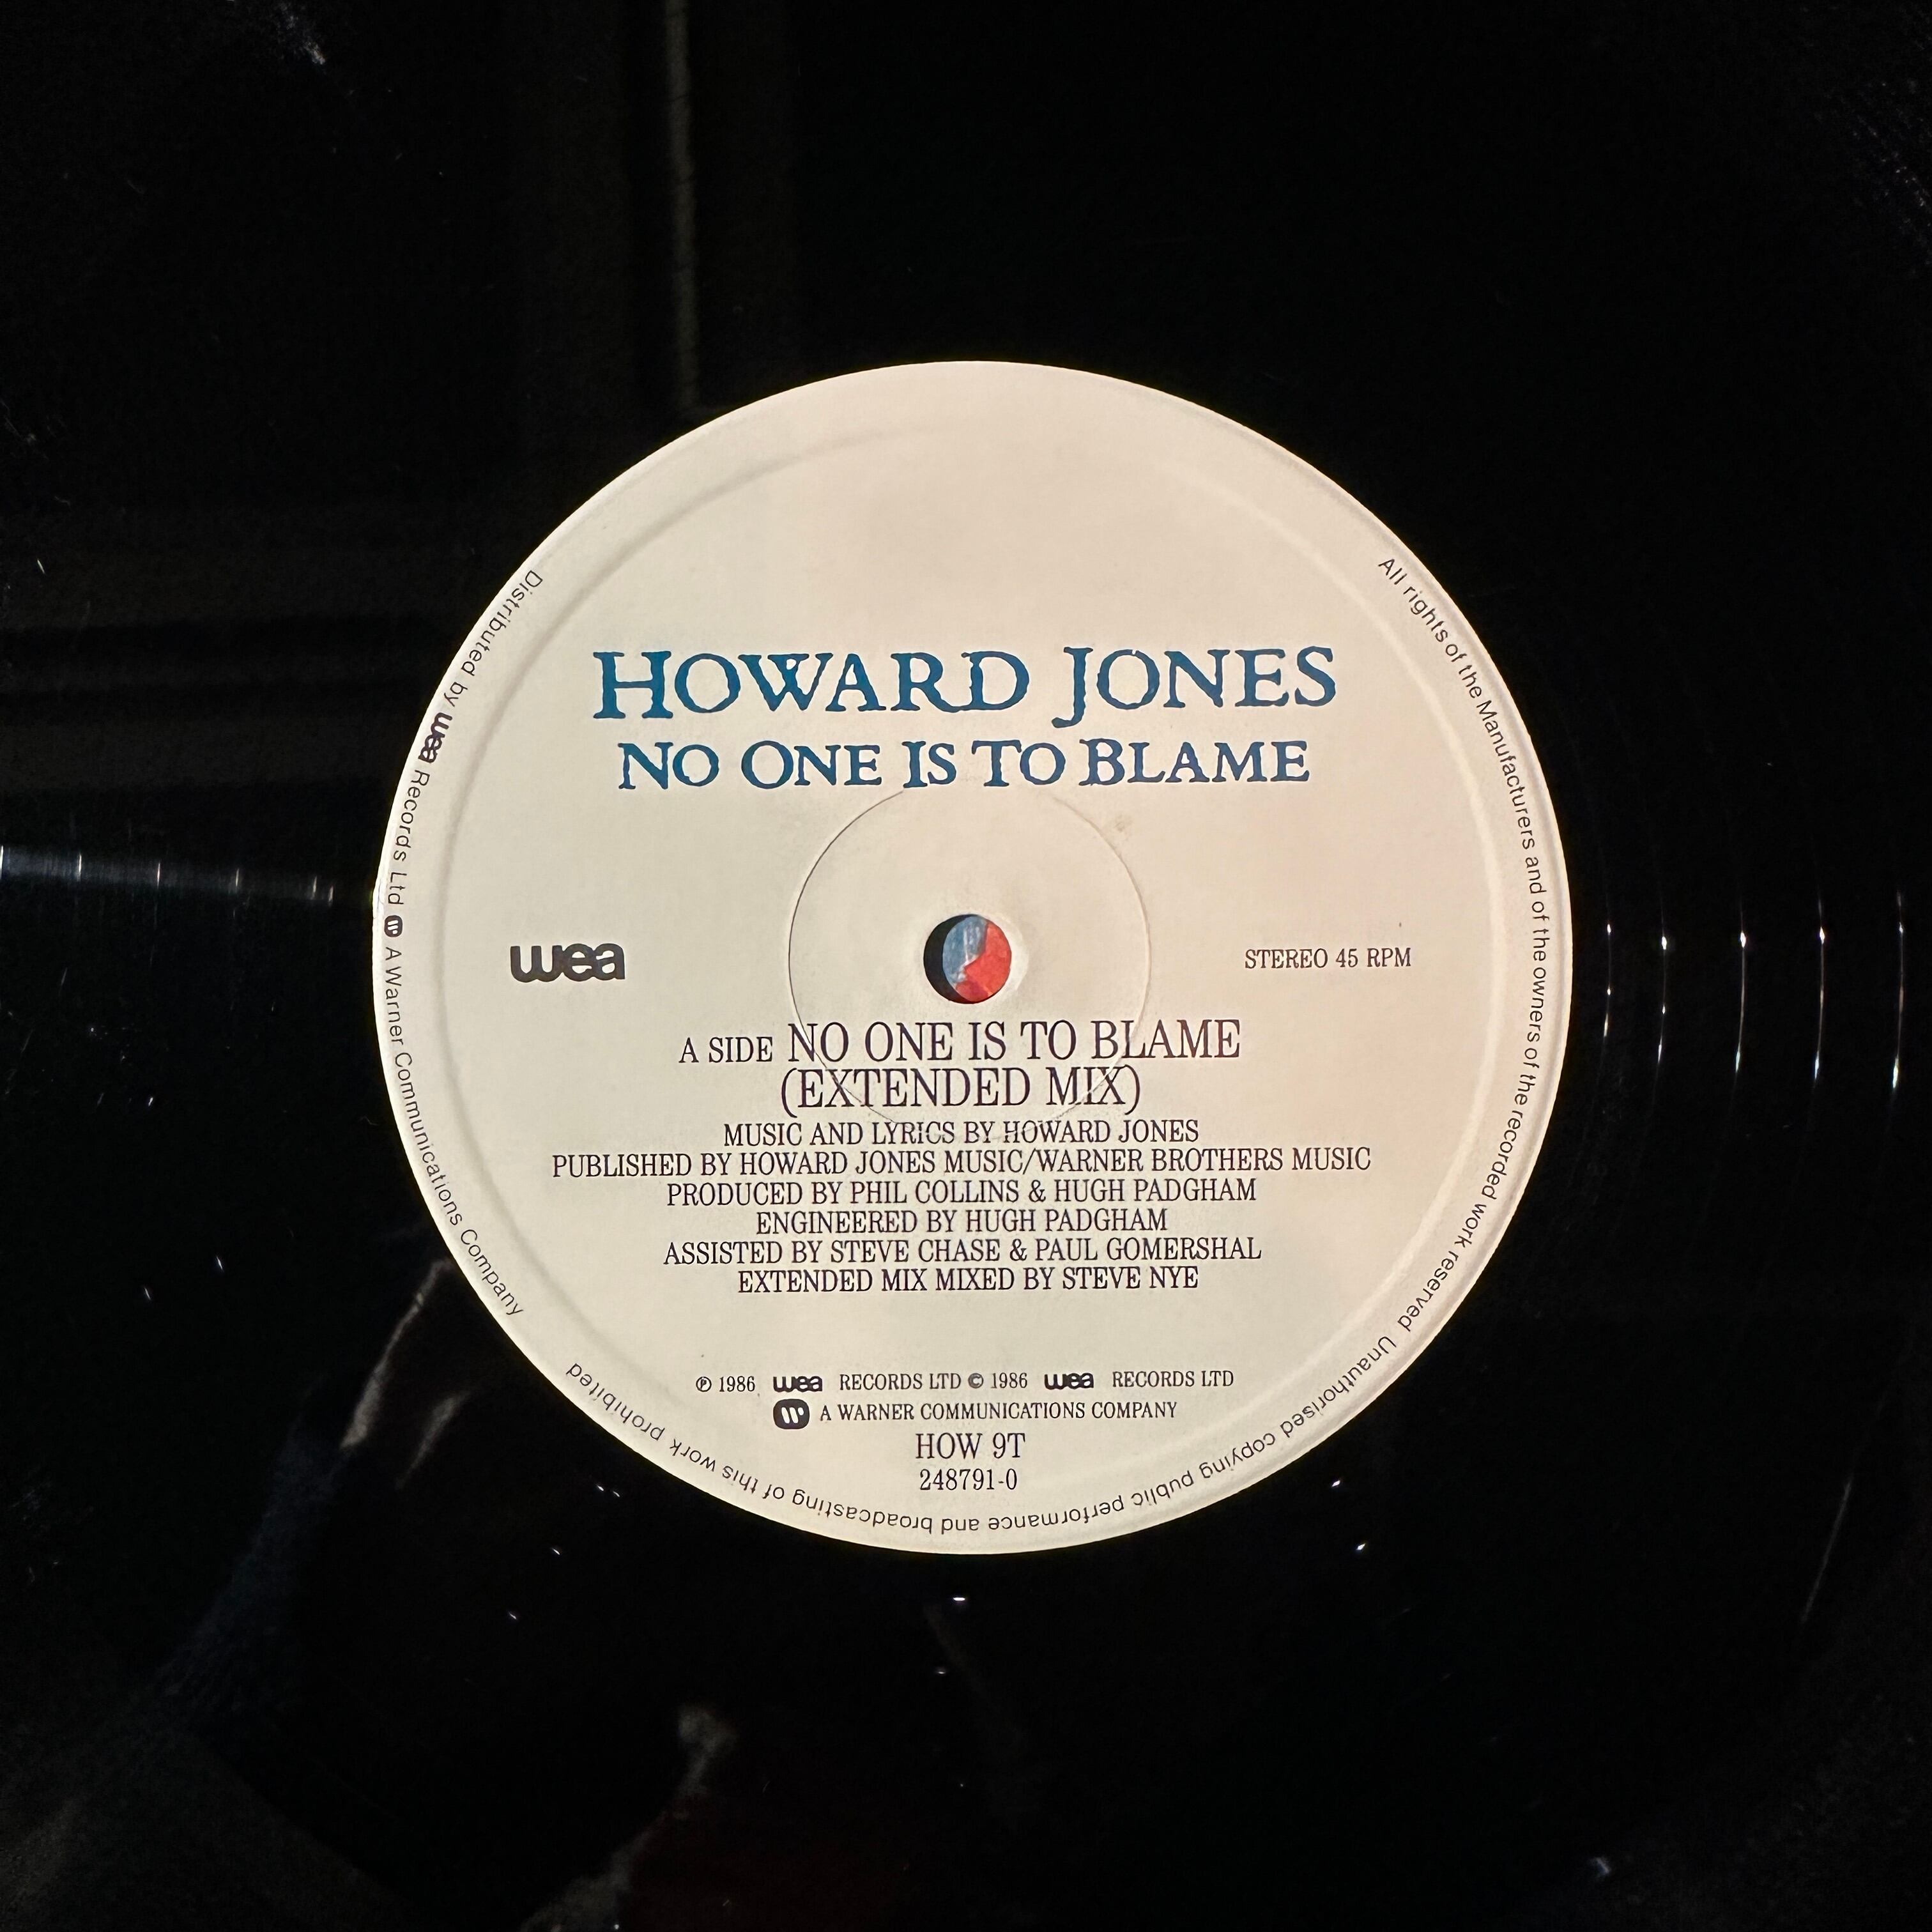 HOWARD JONES
NO ONE IS TO BLAME
wea
STEREO 45 RPM
A SIDE NO ONE IS TO BLAME
(EXTENDED MIX)
MUSIC AND LYRICS BY HOWARD JONES
PUBLISHED BY HOWARD JONES MUSIC/WARNER BROTHERS MUSIC
PRODUCED BY PHIL COLLINS & HUGH PADGHAM
ENGINEERED BY HUGH PADGHAM
ASSISTED BY STEVE CHASE & PAUL GOMERSHAL
EXTENDED MIX MIXED BY STEVE NYE
℗ 1986 wea RECORDS LTD © 1986 wea RECORDS LTD
A WARNER COMMUNICATIONS COMPANY
HOW 9T
248791-0
Distributed by wea Records Ltd A Warner Communications Company
All rights of the Manufacturers and of the owners of the recorded work reserved Unauthorised copying public performance and broadcasting of this work prohibited